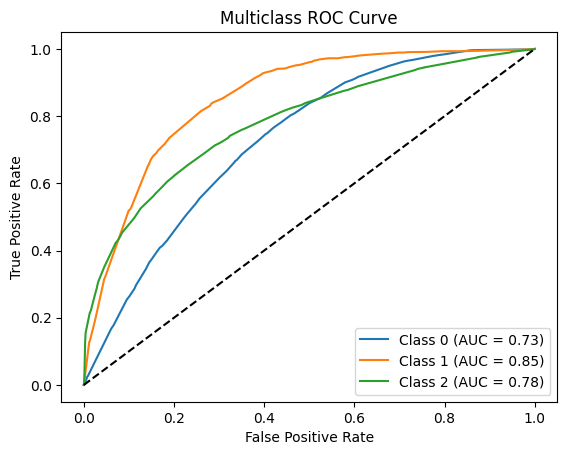 Multiclass ROC Curve
True Positive Rate
1.0
0.8
0.6
0.4
0.2
0.0
Class 0 (AUC = 0.73)
Class 1 (AUC = 0.85)
Class 2 (AUC = 0.78)
0.0 0.2 0.4 0.6 0.8 1.0
False Positive Rate